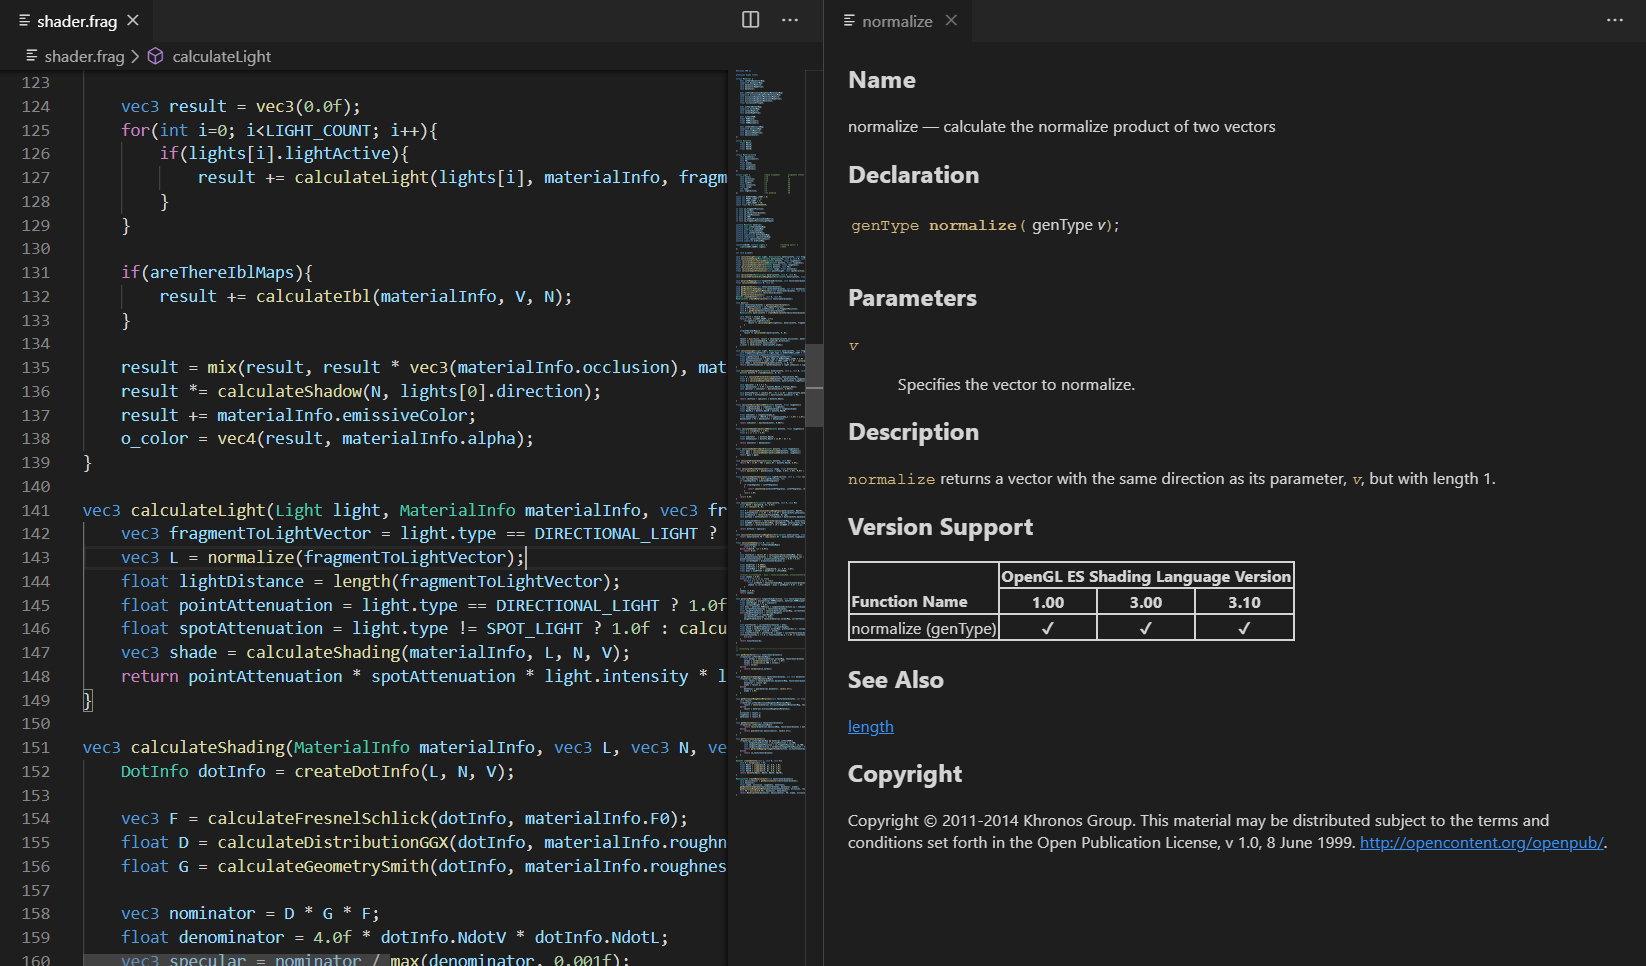 shader.frag
shader.frag > calculateLight
123
124 vec3 result = vec3(0.0f);
125 for(int i=0; i<LIGHT_COUNT; i++){
126 if(lights[i].lightActive){
127 result += calculateLight(lights[i], materialInfo, fragm
128 }
129 }
130
131 if(areThereIblMaps){
132 result += calculateIbl(materialInfo, V, N);
133 }
134
135 result = mix(result, result * vec3(materialInfo.occlusion), mat
136 result *= calculateShadow(N, lights[0].direction);
137 result += materialInfo.emissiveColor;
138 o_color = vec4(result, materialInfo.alpha);
139 }
140
141 vec3 calculateLight(Light light, MaterialInfo materialInfo, vec3 fr
142 vec3 fragmentToLightVector = light.type == DIRECTIONAL_LIGHT ?
143 vec3 L = normalize(fragmentToLightVector);
144 float lightDistance = length(fragmentToLightVector);
145 float pointAttenuation = light.type == DIRECTIONAL_LIGHT ? 1.0f
146 float spotAttenuation = light.type != SPOT_LIGHT ? 1.0f : calcu
147 vec3 shade = calculateShading(materialInfo, L, N, V);
148 return pointAttenuation * spotAttenuation * light.intensity * l
149 }
150
151 vec3 calculateShading(MaterialInfo materialInfo, vec3 L, vec3 N, ve
152 DotInfo dotInfo = createDotInfo(L, N, V);
153
154 vec3 F = calculateFresnelSchlick(dotInfo, materialInfo.F0);
155 float D = calculateDistributionGGX(dotInfo, materialInfo.roughn
156 float G = calculateGeometrySmith(dotInfo, materialInfo.roughnes
157
158 vec3 nominator = D * G * F;
159 float denominator = 4.0f * dotInfo.NdotV * dotInfo.NdotL;
160 vec3 specular = nominator / max(denominator, 0.001f);
normalize
Name
normalize — calculate the normalize product of two vectors
Declaration
genType normalize( genType v);
Parameters
v
Specifies the vector to normalize.
Description
normalize returns a vector with the same direction as its parameter, v, but with length 1.
Version Support
OpenGL ES Shading Language Version
Function Name 1.00 3.00 3.10
normalize (genType) ✓ ✓ ✓
See Also
length
Copyright
Copyright © 2011-2014 Khronos Group. This material may be distributed subject to the terms and
conditions set forth in the Open Publication License, v 1.0, 8 June 1999. http://opencontent.org/openpub/.